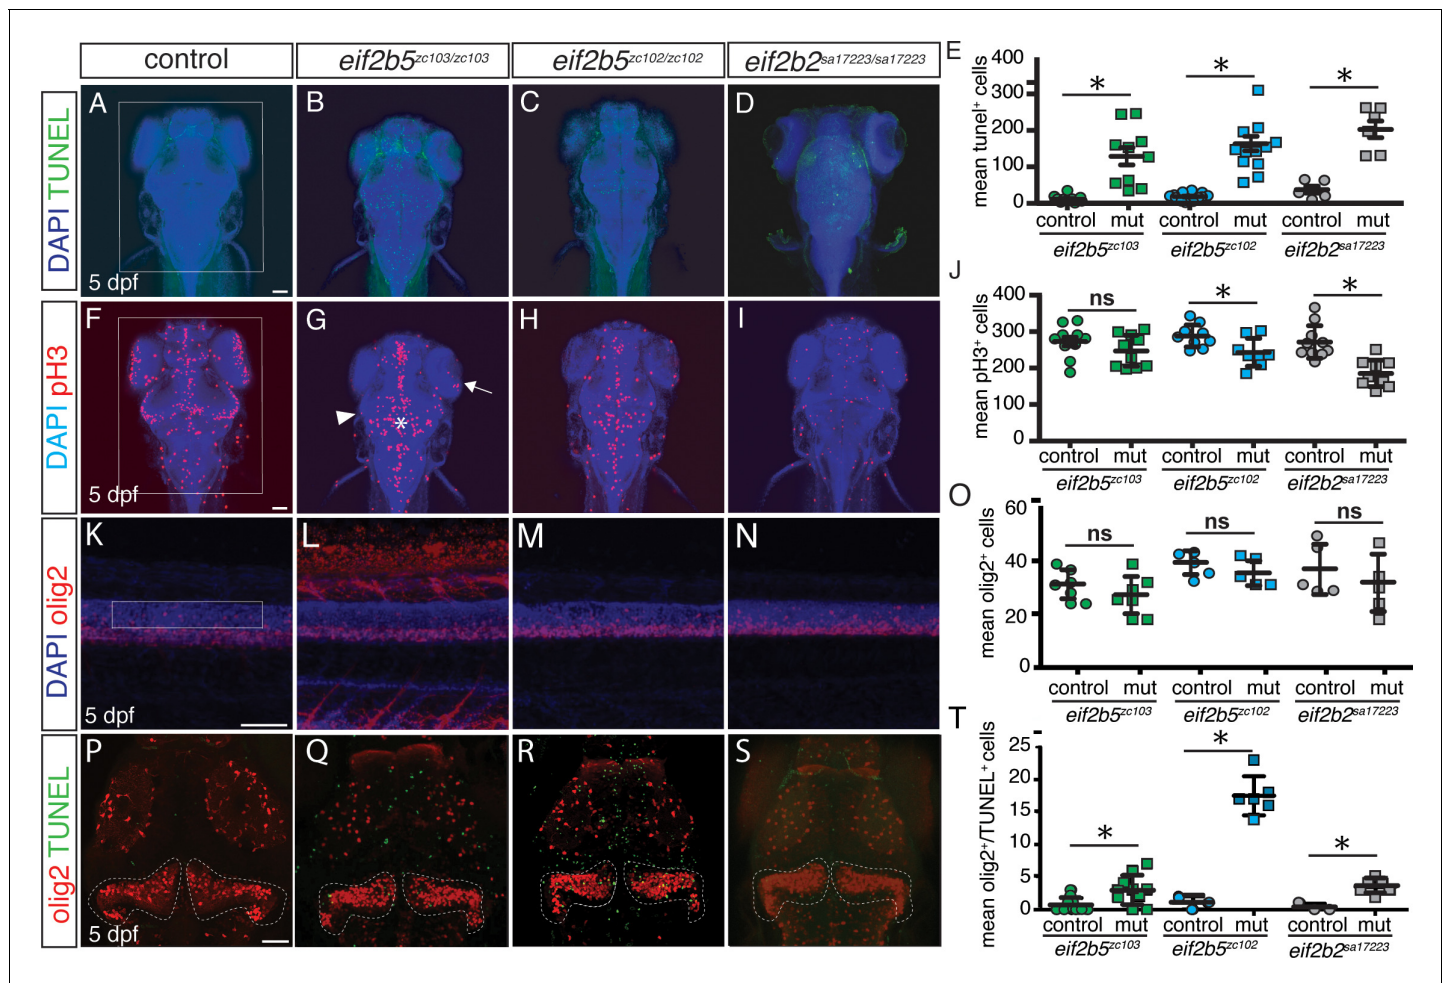 control
eif2b5zc103/zc103
eif2b5zc102/zc102
eif2b2sa17223/sa17223
DAPI TUNEL
A
5 dpf
B
C
D
DAPI pH3
F
5 dpf
G
*
H
I
DAPI olig2
K
5 dpf
L
M
N
olig2 TUNEL
P
5 dpf
Q
R
S
E
mean tunel+ cells
400
300
200
100
0
*
*
*
control mut control mut control mut
eif2b5zc103 eif2b5zc102 eif2b2sa17223
J
mean pH3+ cells
400
300
200
100
0
ns
*
*
control mut control mut control mut
eif2b5zc103 eif2b5zc102 eif2b2sa17223
O
mean olig2+ cells
60
40
20
0
ns
ns
ns
control mut control mut control mut
eif2b5zc103 eif2b5zc102 eif2b2sa17223
T
mean olig2+/TUNEL+ cells
25
20
15
10
5
0
*
*
*
control mut control mut control mut
eif2b5zc103 eif2b5zc102 eif2b2sa17223